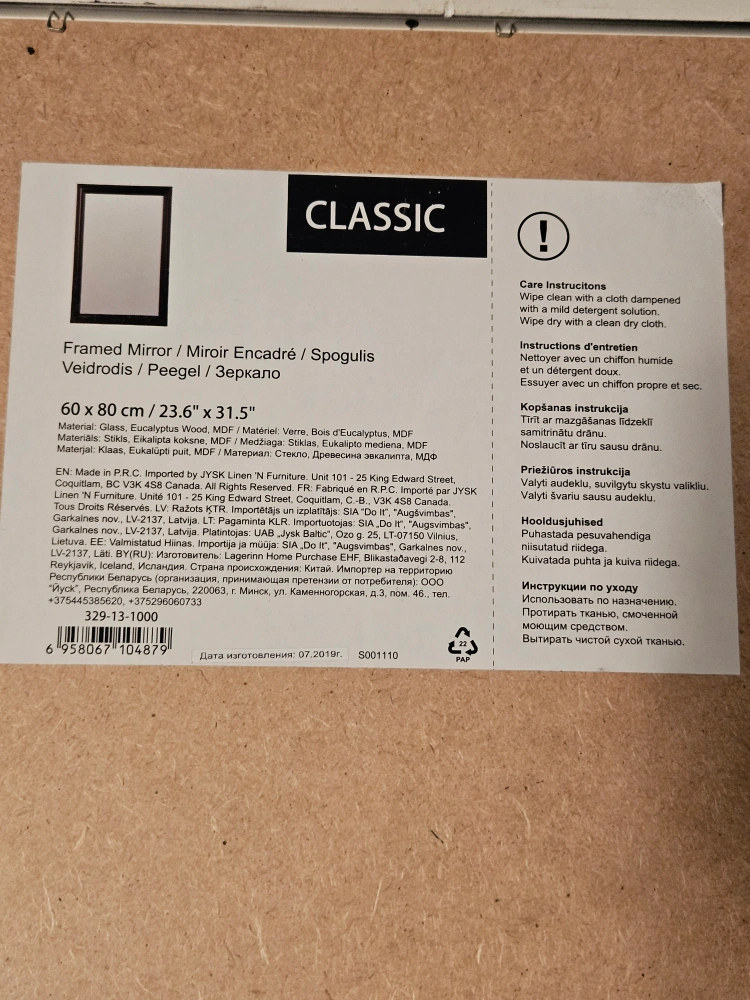 CLASSIC
Framed Mirror / Miroir Encadré / Spogulis
Veidrodis / Peegel / Зеркало
60 x 80 cm / 23.6" x 31.5"
Material: Glass, Eucalyptus Wood, MDF / Matériel: Verre, Bois d'Eucalyptus, MDF
Materiāls: Stikls, Eikalipta koksne, MDF / Medžiaga: Stiklas, Eukalipto mediena, MDF
Materjal: Klaas, Eukalüpti puit, MDF / Материал: Стекло, Древесина эвкалипта, МДФ
EN: Made in P.R.C. Imported by JYSK Linen 'N Furniture. Unit 101 - 25 King Edward Street,
Coquitlam, BC V3K 4S8 Canada. All Rights Reserved. FR: Fabriqué en R.P.C. Importé par JYSK
Linen 'N Furniture. Unité 101 - 25 King Edward Street, Coquitlam, C.-B., V3K 4S8 Canada.
Tous Droits Réservés. LV: Ražots ĶTR. Importētājs un izplatītājs: SIA "Do It", "Augšvimbas",
Garkalnes nov., LV-2137, Latvija. LT: Pagaminta KLR. Importuotojas: SIA „Do It", "Augsvimbas",
Garkalnes nov., LV-2137, Latvija. Platintojas: UAB „Jysk Baltic", Ozo g. 25, LT-07150 Vilnius,
Lietuva. EE: Valmistatud Hiinas. Importija ja müüja: SIA „Do It", "Augsvimbas", Garkalnes nov.,
LV-2137, Läti. BY(RU): Изготовитель: Lagerinn Home Purchase EHF, Blikastaðavegi 2-8, 112
Reykjavik, Iceland, Исландия. Страна происхождения: Китай. Импортер на территорию
Республики Беларусь (организация, принимающая претензии от потребителя): ООО
"Йуск", Республика Беларусь, 220063, г. Минск, ул. Каменногорская, д.3, пом. 46., тел.
+375445385620, +375296060733
329-13-1000
6 958067 104879
Дата изготовления: 07.2019г. S001110
22
PAP
!
Care Instrucitons
Wipe clean with a cloth dampened
with a mild detergent solution.
Wipe dry with a clean dry cloth.
Instructions d'entretien
Nettoyer avec un chiffon humide
et un détergent doux.
Essuyer avec un chiffon propre et sec.
Kopšanas instrukcija
Tīrīt ar mazgāšanas līdzeklī
samitrinātu drānu.
Noslaucīt ar tīru sausu drānu.
Priežiūros instrukcija
Valyti audeklu, suvilgytu skystu valikliu.
Valyti švariu sausu audeklu.
Hooldusjuhised
Puhastada pesuvahendiga
niisutatud riidega.
Kuivatada puhta ja kuiva riidega.
Инструкции по уходу
Использовать по назначению.
Протирать тканью, смоченной
моющим средством.
Вытирать чистой сухой тканью.